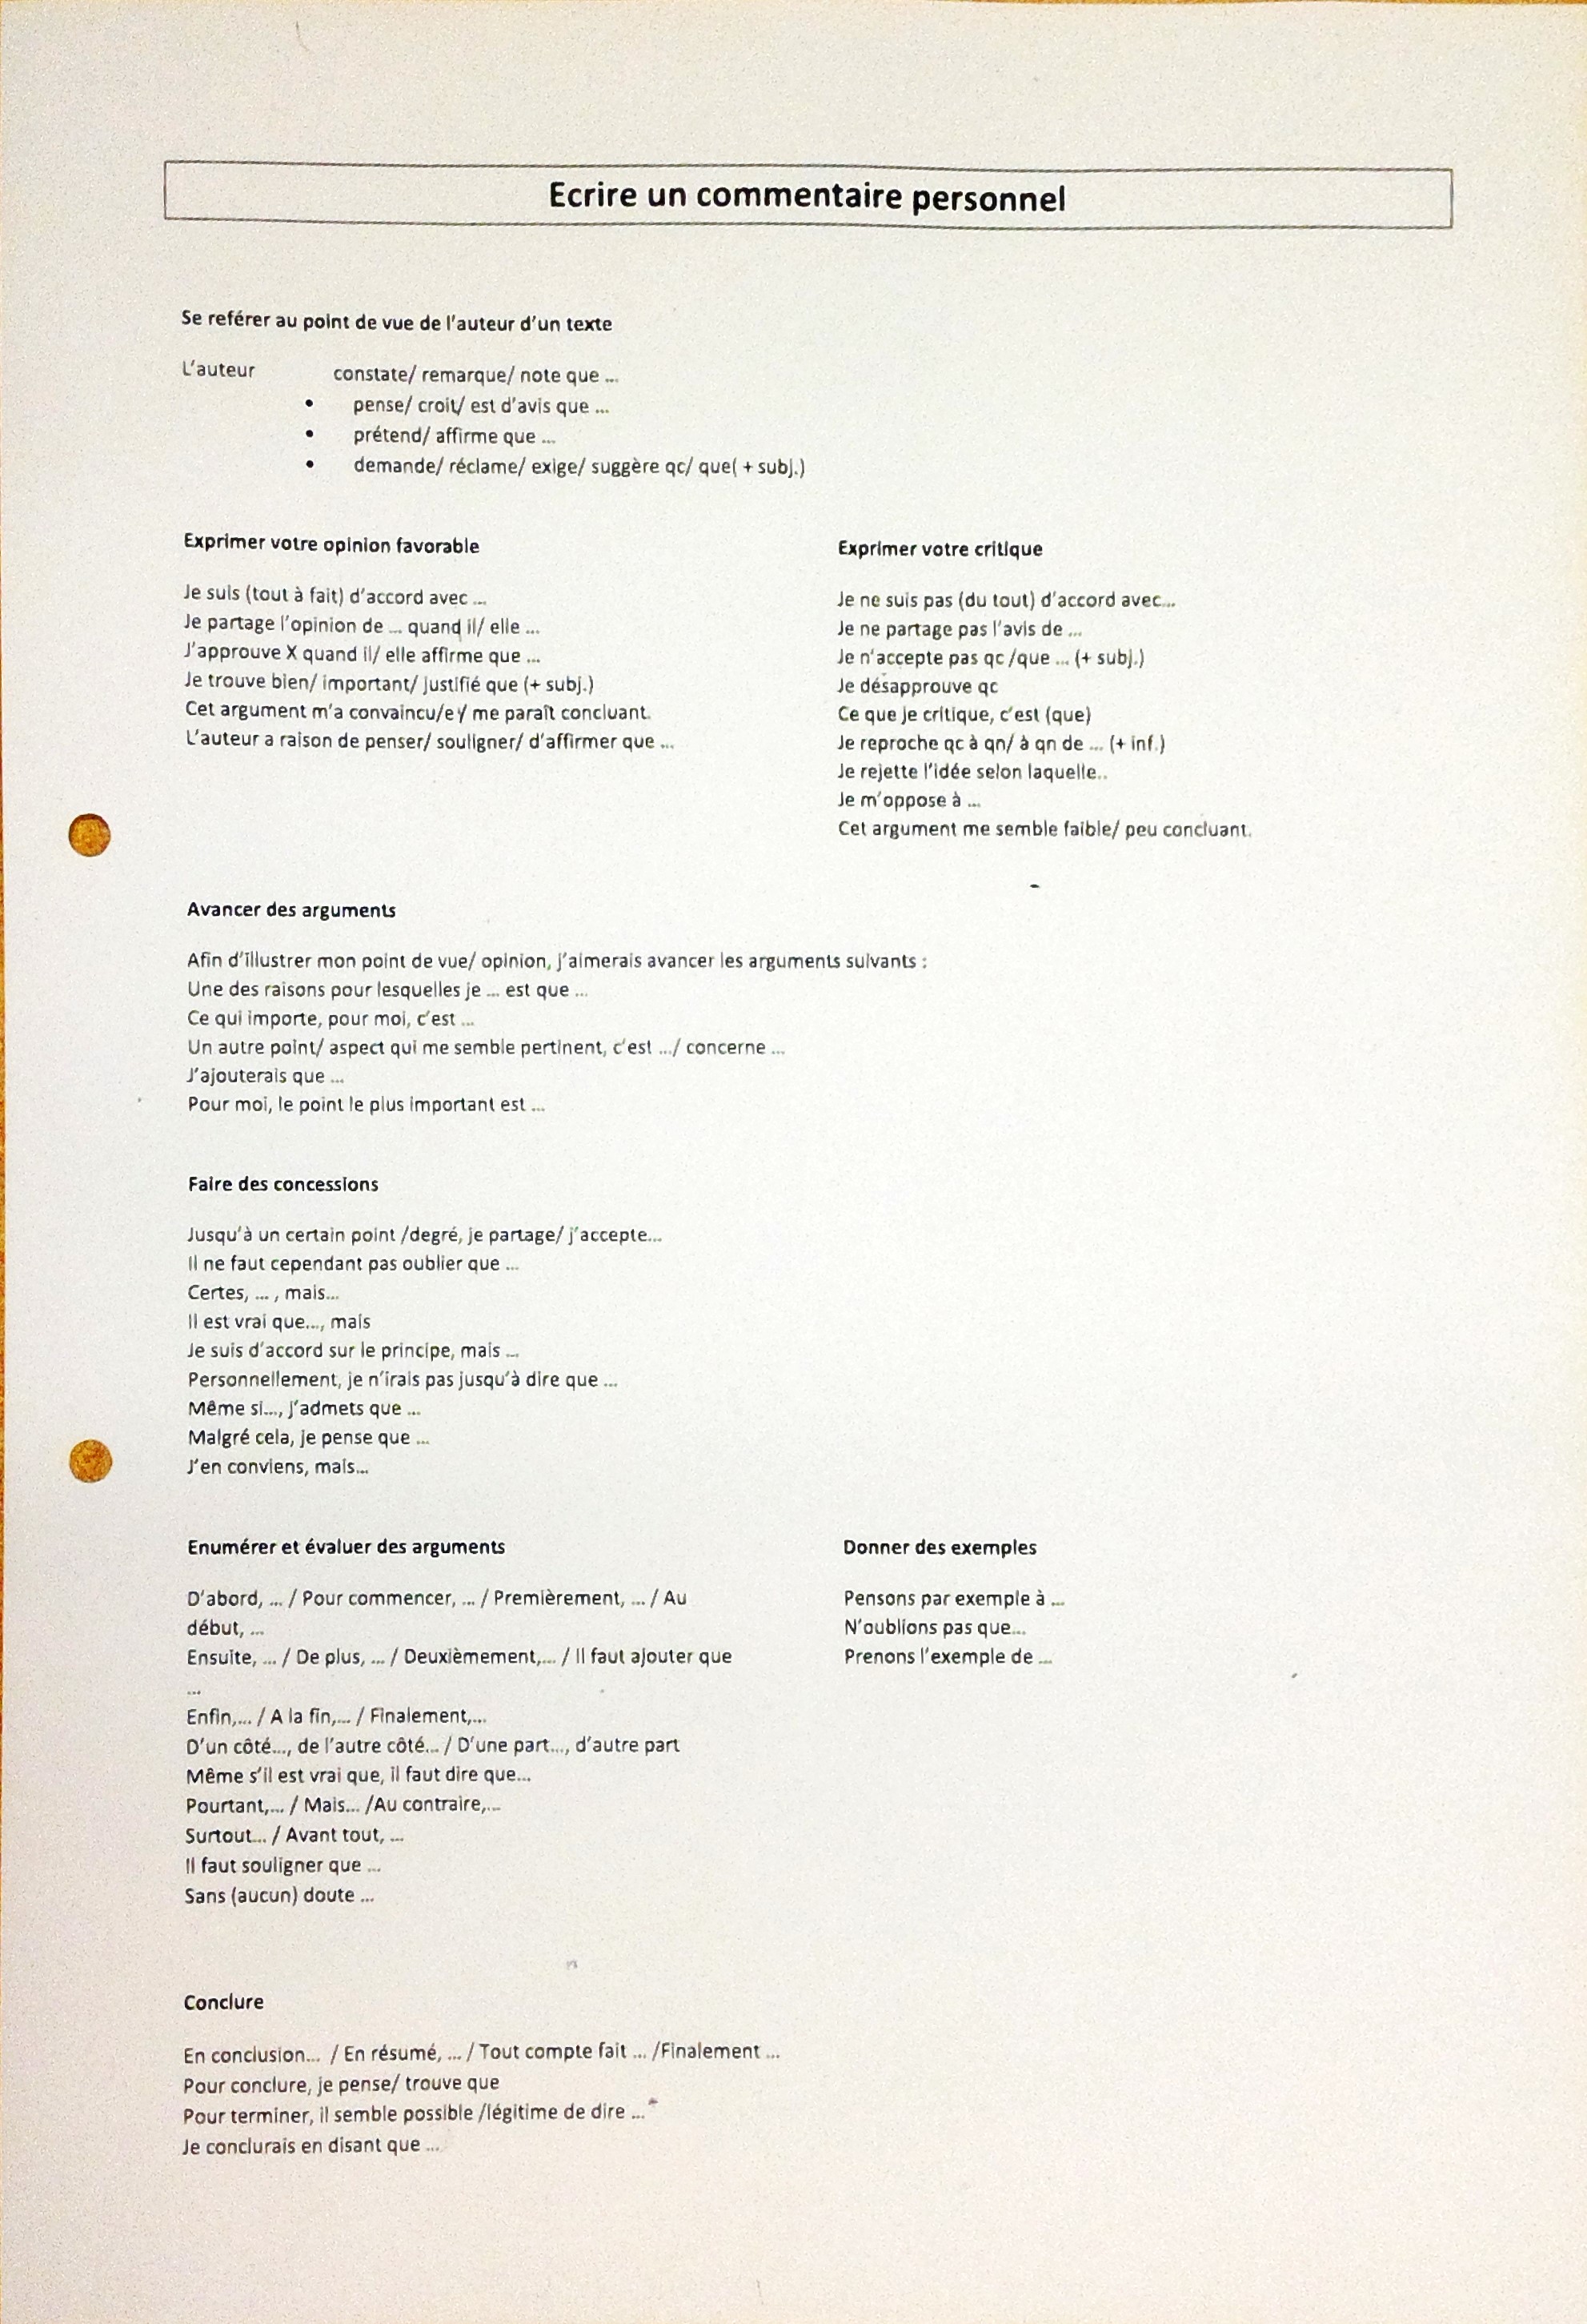 Ecrire un commentaire personnel
Se reférer au point de vue de l'auteur d'un texte
L'auteur constate/ remarque/ note que ...
• pense/ croit/ est d'avis que ...
• prétend/ affirme que ...
• demande/ réclame/ exige/ suggère qc/ que( + subj.)
Exprimer votre opinion favorable
Je suis (tout à fait) d'accord avec ...
Je partage l'opinion de ... quand il/ elle ...
J'approuve X quand il/ elle affirme que ...
Je trouve bien/ important/ justifié que (+ subj.)
Cet argument m'a convaincu/e/ me paraît concluant.
L'auteur a raison de penser/ souligner/ d'affirmer que ...
Exprimer votre critique
Je ne suis pas (du tout) d'accord avec...
Je ne partage pas l'avis de ...
Je n'accepte pas qc /que ... (+ subj.)
Je désapprouve qc
Ce que je critique, c'est (que)
Je reproche qc à qn/ à qn de ... (+ inf.)
Je rejette l'idée selon laquelle..
Je m'oppose à ...
Cet argument me semble faible/ peu concluant.
Avancer des arguments
Afin d'illustrer mon point de vue/ opinion, j'aimerais avancer les arguments suivants :
Une des raisons pour lesquelles je ... est que ...
Ce qui importe, pour moi, c'est ...
Un autre point/ aspect qui me semble pertinent, c'est .../ concerne ...
J'ajouterais que ...
Pour moi, le point le plus important est ...
Faire des concessions
Jusqu'à un certain point /degré, je partage/ j'accepte...
Il ne faut cependant pas oublier que ...
Certes, ... , mais...
Il est vrai que..., mais
Je suis d'accord sur le principe, mais ...
Personnellement, je n'irais pas jusqu'à dire que ...
Même si..., j'admets que ...
Malgré cela, je pense que ...
J'en conviens, mais...
Enumérer et évaluer des arguments
D'abord, ... / Pour commencer, ... / Premièrement, ... / Au
début, ...
Ensuite, ... / De plus, ... / Deuxièmement,... / Il faut ajouter que
...
Enfin,... / A la fin,... / Finalement,...
D'un côté..., de l'autre côté... / D'une part..., d'autre part
Même s'il est vrai que, il faut dire que...
Pourtant,... / Mais... /Au contraire,...
Surtout... / Avant tout, ...
Il faut souligner que ...
Sans (aucun) doute ...
Donner des exemples
Pensons par exemple à ...
N'oublions pas que...
Prenons l'exemple de ...
Conclure
En conclusion... / En résumé, ... / Tout compte fait ... /Finalement ...
Pour conclure, je pense/ trouve que
Pour terminer, il semble possible /légitime de dire ...
Je conclurais en disant que ...